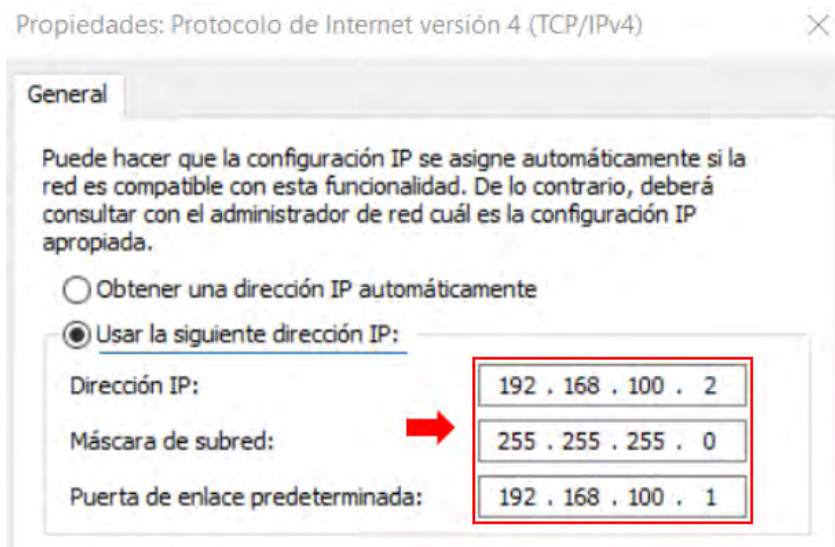 Propiedades: Protocolo de Internet versión 4 (TCP/IPv4)
General
Puede hacer que la configuración IP se asigne automáticamente si la
red es compatible con esta funcionalidad. De lo contrario, deberá
consultar con el administrador de red cuál es la configuración IP
apropiada.
Obtener una dirección IP automáticamente
Usar la siguiente dirección IP:
Dirección IP: 192 . 168 . 100 . 2
Máscara de subred: 255 . 255 . 255 . 0
Puerta de enlace predeterminada: 192 . 168 . 100 . 1